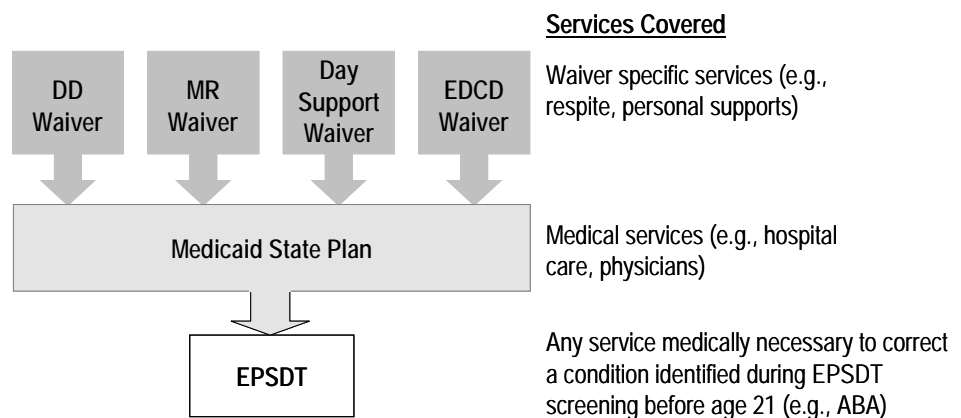 Services Covered
DD
Waiver
MR
Waiver
Day
Support
Waiver
EDCD
Waiver
Waiver specific services (e.g.,
respite, personal supports)
Medicaid State Plan
Medical services (e.g., hospital
care, physicians)
EPSDT
Any service medically necessary to correct
a condition identified during EPSDT
screening before age 21 (e.g., ABA)